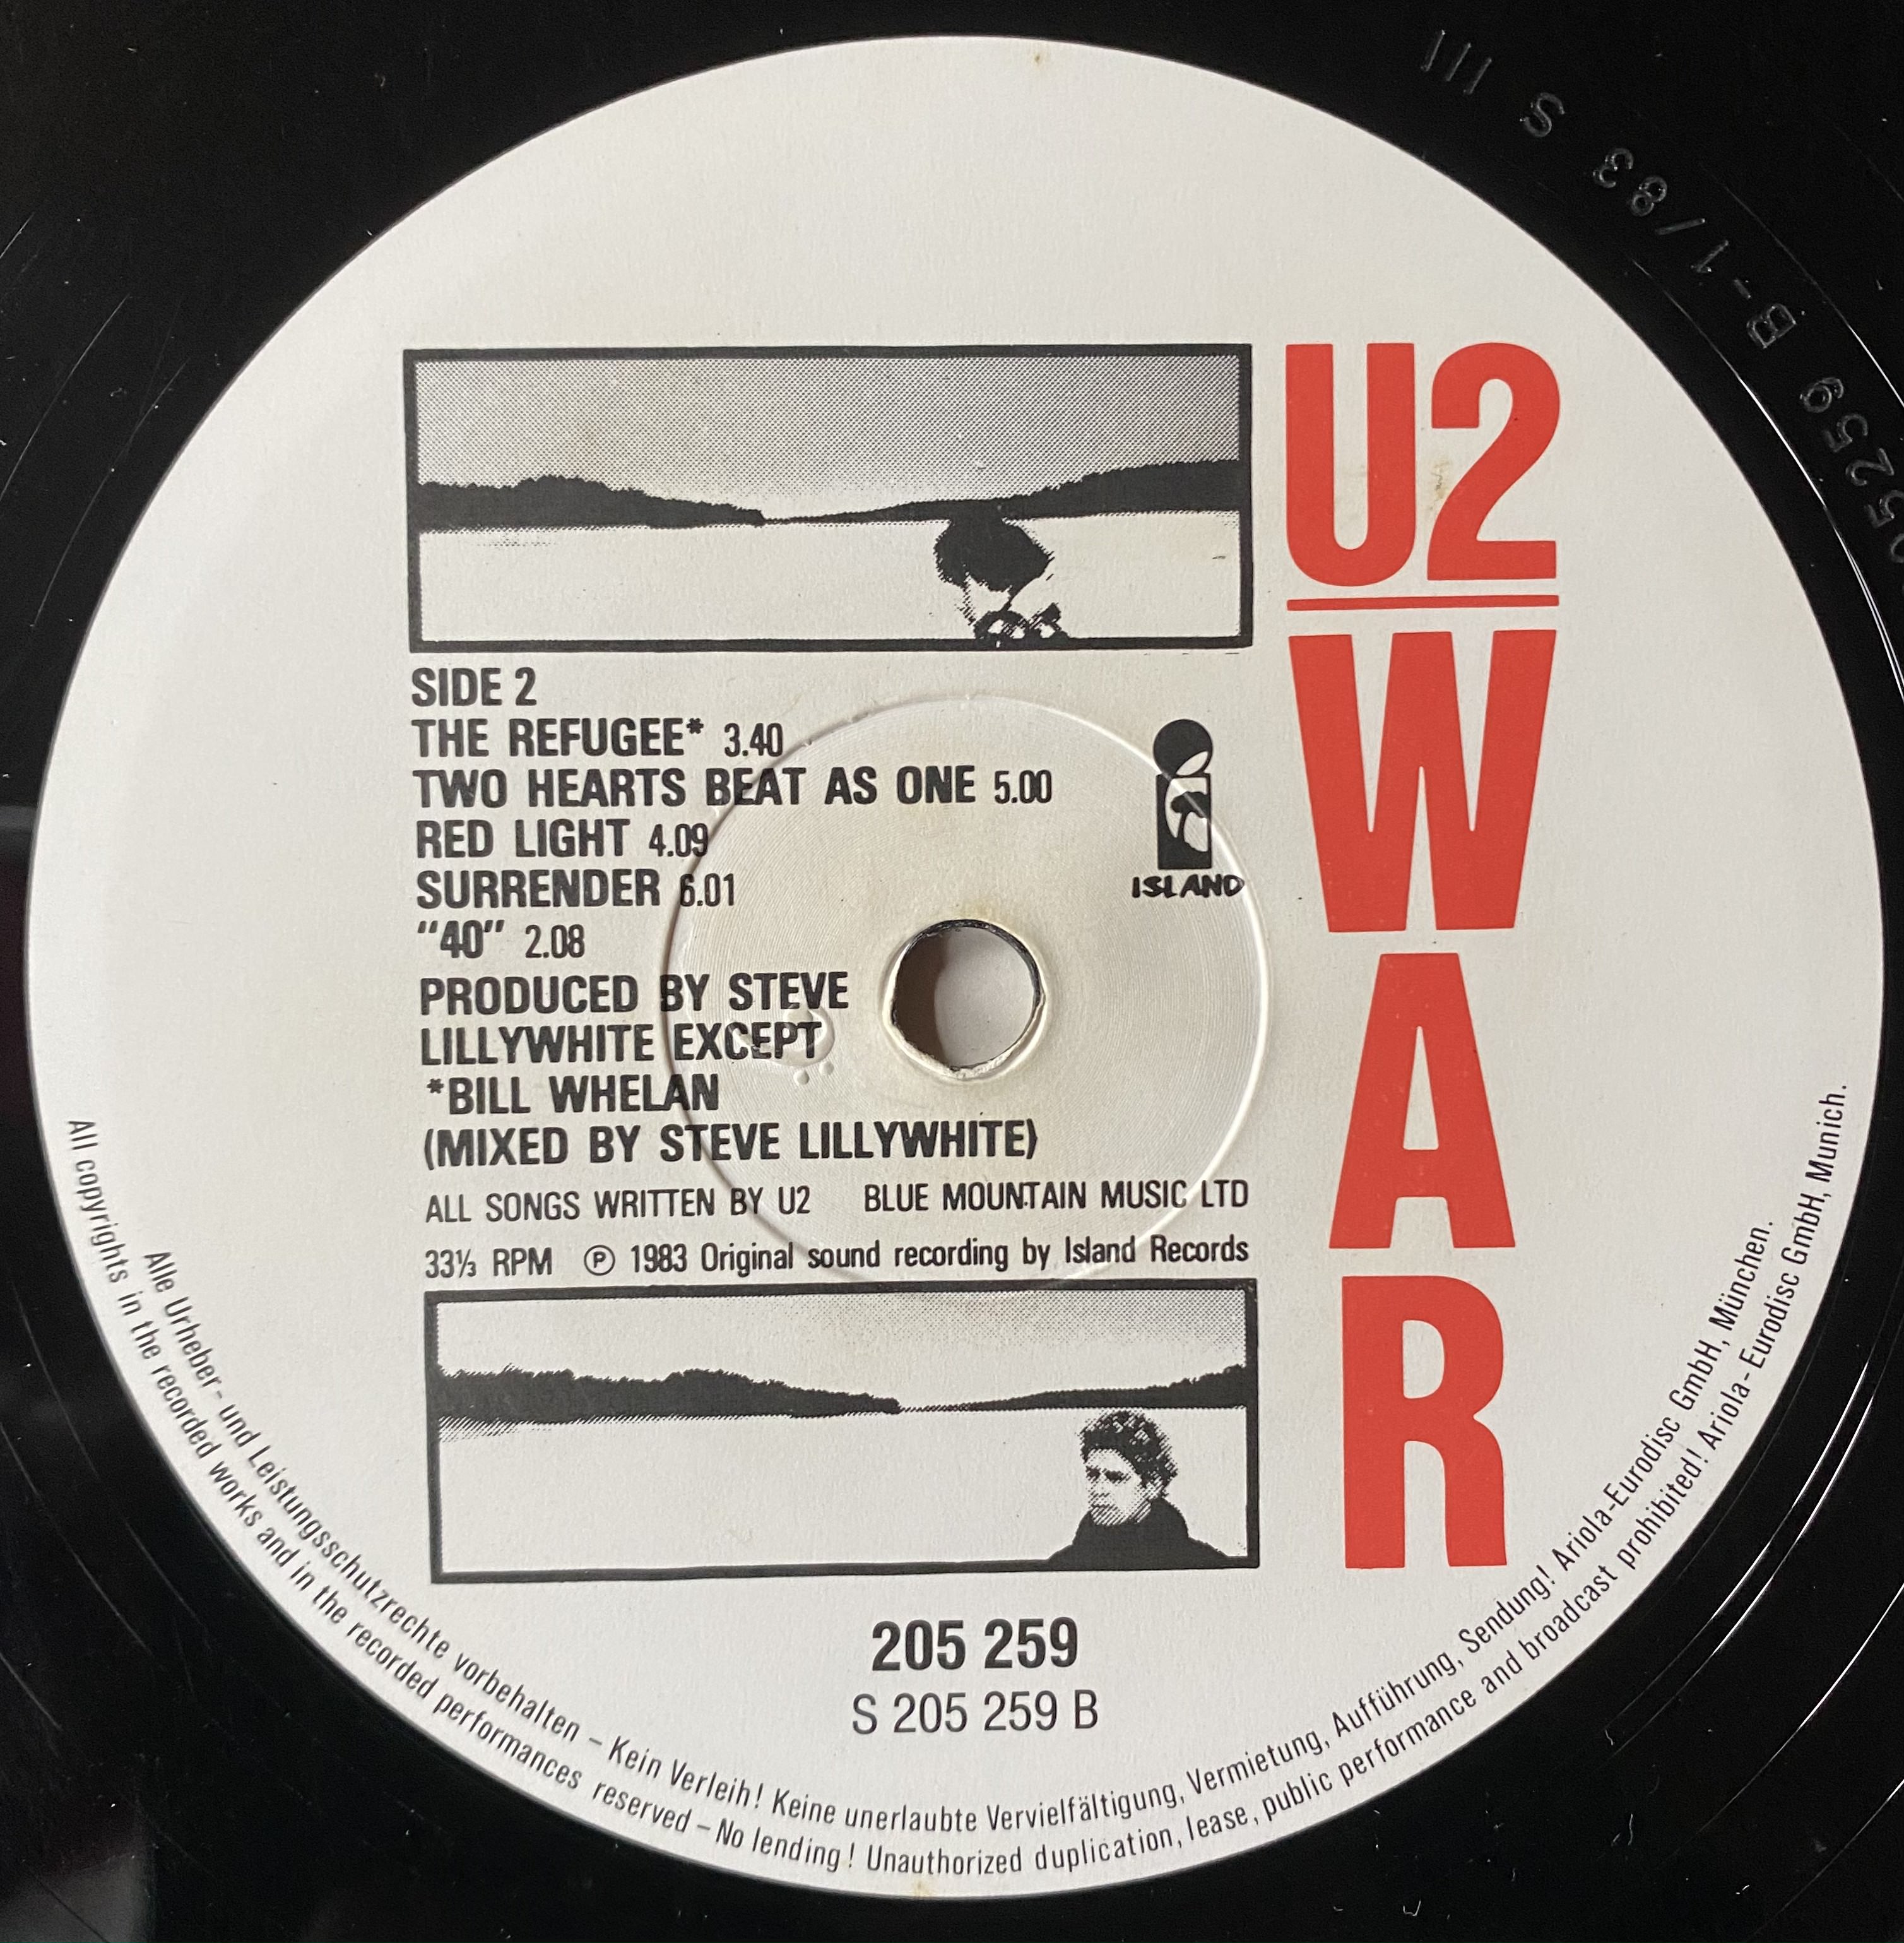 U2
WAR
SIDE 2
THE REFUGEE* 3.40
TWO HEARTS BEAT AS ONE 5.00
RED LIGHT 4.09
SURRENDER 6.01
"40" 2.08
PRODUCED BY STEVE
LILLYWHITE EXCEPT
*BILL WHELAN
(MIXED BY STEVE LILLYWHITE)
ISLAND
ALL SONGS WRITTEN BY U2 BLUE MOUNTAIN MUSIC LTD
33⅓ RPM ℗ 1983 Original sound recording by Island Records
205 259
S 205 259 B
Alle Urheber- und Leistungsschutzrechte vorbehalten – Kein Verleih! Keine unerlaubte Vervielfältigung, Vermietung, Aufführung, Sendung! Ariola-Eurodisc GmbH, München.
All copyrights in the recorded works and in the recorded performances reserved – No lending! Unauthorized duplication, lease, public performance and broadcast prohibited! Ariola-Eurodisc GmbH, Munich.
5259 B-1/83 S III